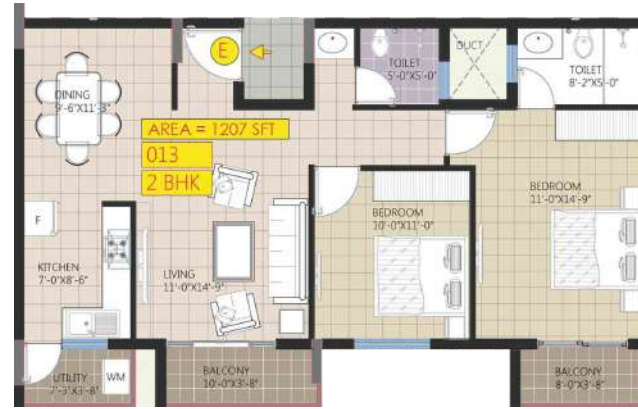 E
TOILET
5'-0"X5'-0"
DUCT
TOILET
8'-2"X5'-0"
DINING
9'-6"X11'-3"
AREA = 1207 SFT
013
2 BHK
BEDROOM
11'-0"X14'-9"
BEDROOM
10'-0"X11'-0"
F
KITCHEN
7'-0"X8'-6"
LIVING
11'-0"X14'-9"
UTILITY
7'-3"X3'-8"
WM
BALCONY
10'-0"X3'-8"
BALCONY
8'-0"X3'-8"